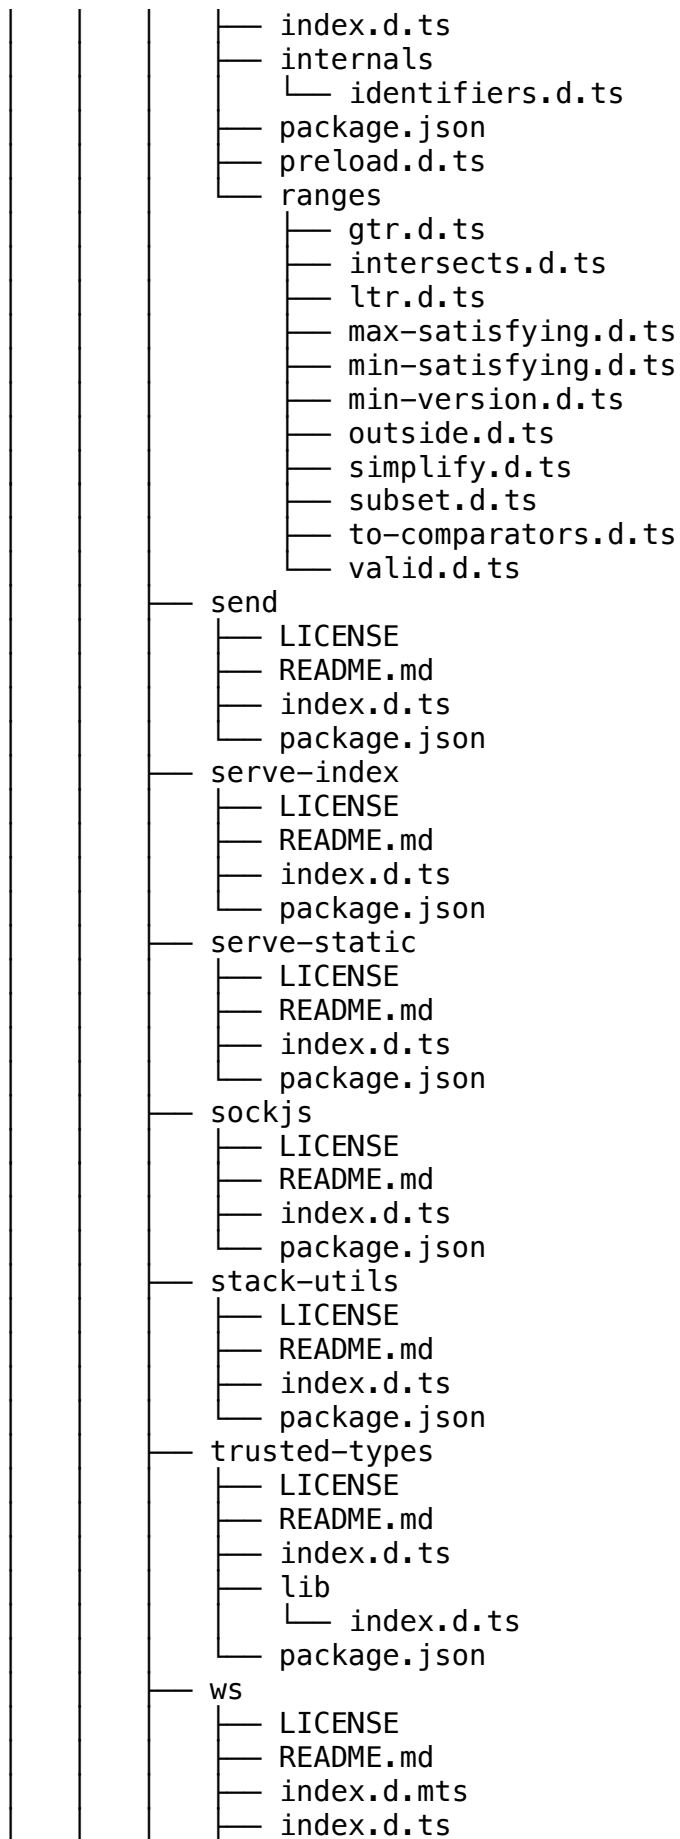 │   │   │   ├── index.d.ts
│   │   │   ├── internals
│   │   │   │   └── identifiers.d.ts
│   │   │   ├── package.json
│   │   │   ├── preload.d.ts
│   │   │   └── ranges
│   │   │       ├── gtr.d.ts
│   │   │       ├── intersects.d.ts
│   │   │       ├── ltr.d.ts
│   │   │       ├── max-satisfying.d.ts
│   │   │       ├── min-satisfying.d.ts
│   │   │       ├── min-version.d.ts
│   │   │       ├── outside.d.ts
│   │   │       ├── simplify.d.ts
│   │   │       ├── subset.d.ts
│   │   │       ├── to-comparators.d.ts
│   │   │       └── valid.d.ts
│   │   ├── send
│   │   │   ├── LICENSE
│   │   │   ├── README.md
│   │   │   ├── index.d.ts
│   │   │   └── package.json
│   │   ├── serve-index
│   │   │   ├── LICENSE
│   │   │   ├── README.md
│   │   │   ├── index.d.ts
│   │   │   └── package.json
│   │   ├── serve-static
│   │   │   ├── LICENSE
│   │   │   ├── README.md
│   │   │   ├── index.d.ts
│   │   │   └── package.json
│   │   ├── sockjs
│   │   │   ├── LICENSE
│   │   │   ├── README.md
│   │   │   ├── index.d.ts
│   │   │   └── package.json
│   │   ├── stack-utils
│   │   │   ├── LICENSE
│   │   │   ├── README.md
│   │   │   ├── index.d.ts
│   │   │   └── package.json
│   │   ├── trusted-types
│   │   │   ├── LICENSE
│   │   │   ├── README.md
│   │   │   ├── index.d.ts
│   │   │   ├── lib
│   │   │   │   └── index.d.ts
│   │   │   └── package.json
│   │   ├── ws
│   │   │   ├── LICENSE
│   │   │   ├── README.md
│   │   │   ├── index.d.mts
│   │   │   ├── index.d.ts